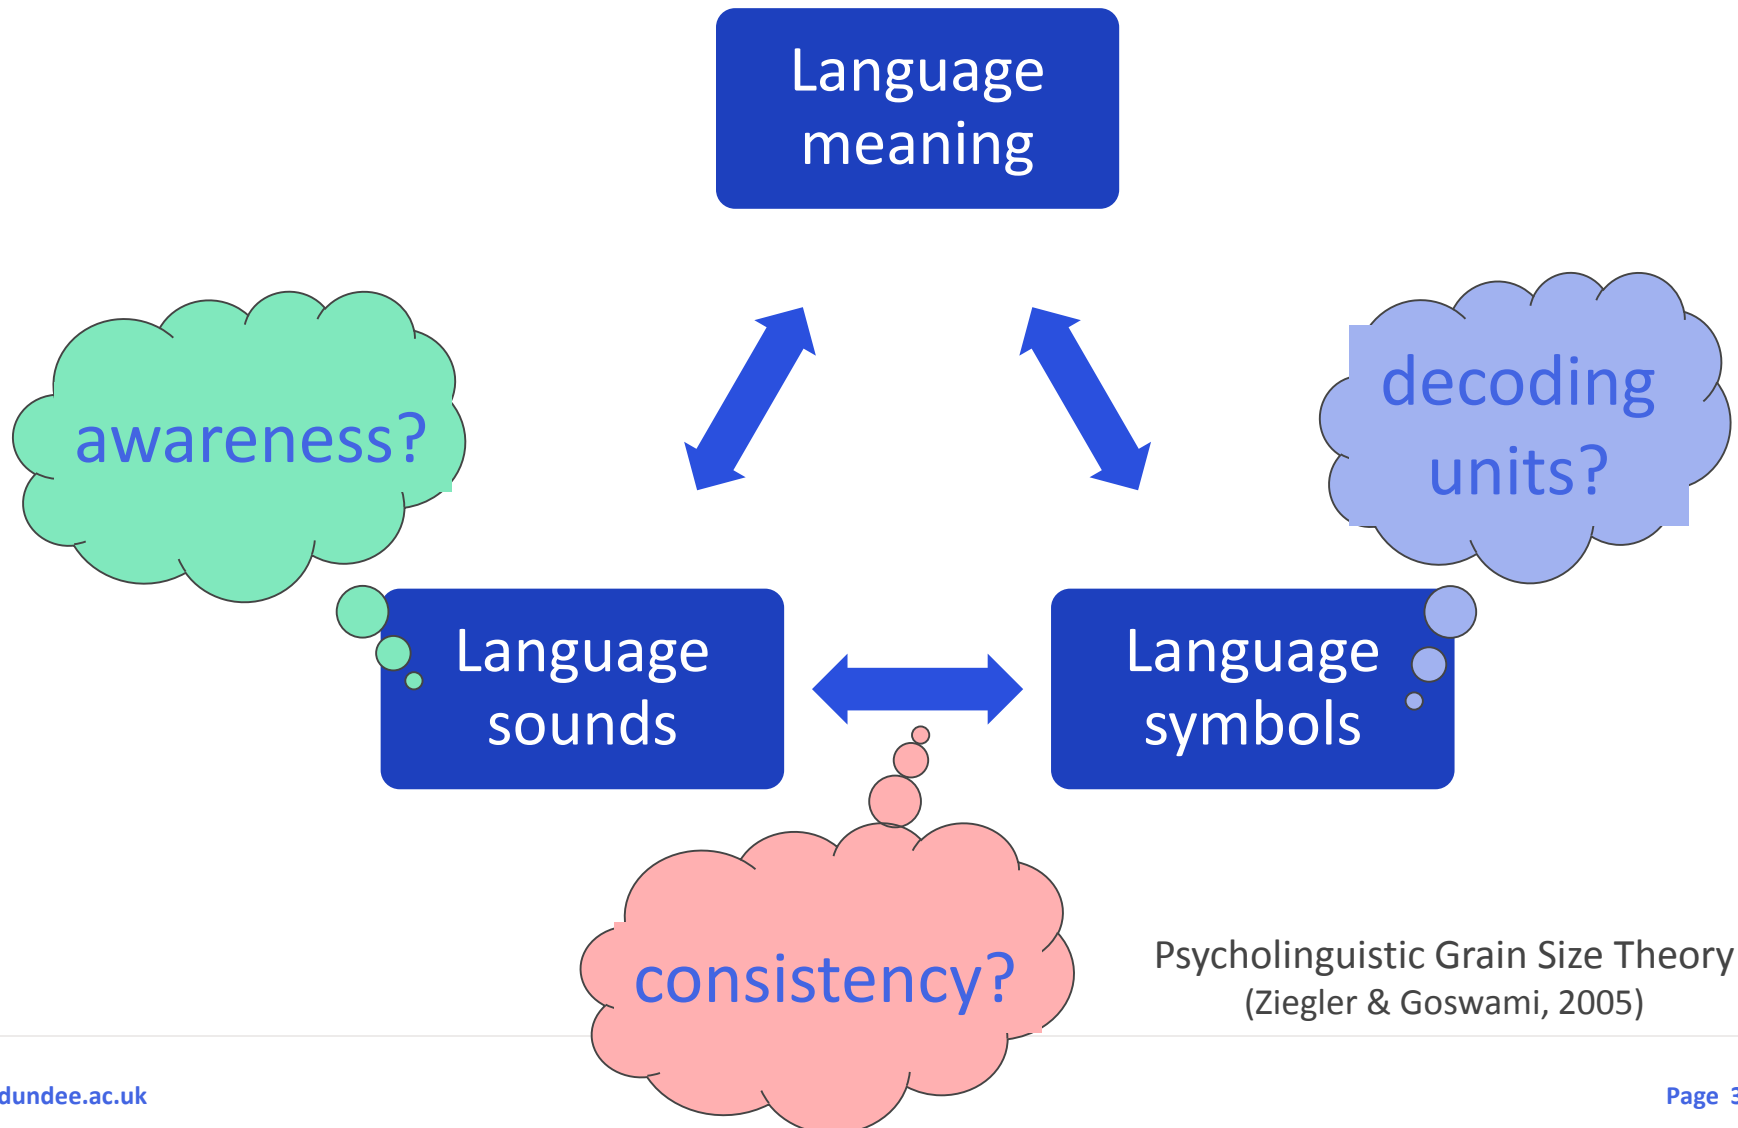 Language
meaning
awareness?
decoding
units?
Language
sounds
Language
symbols
consistency?
Psycholinguistic Grain Size Theory
(Ziegler & Goswami, 2005)
dundee.ac.uk
Page 3